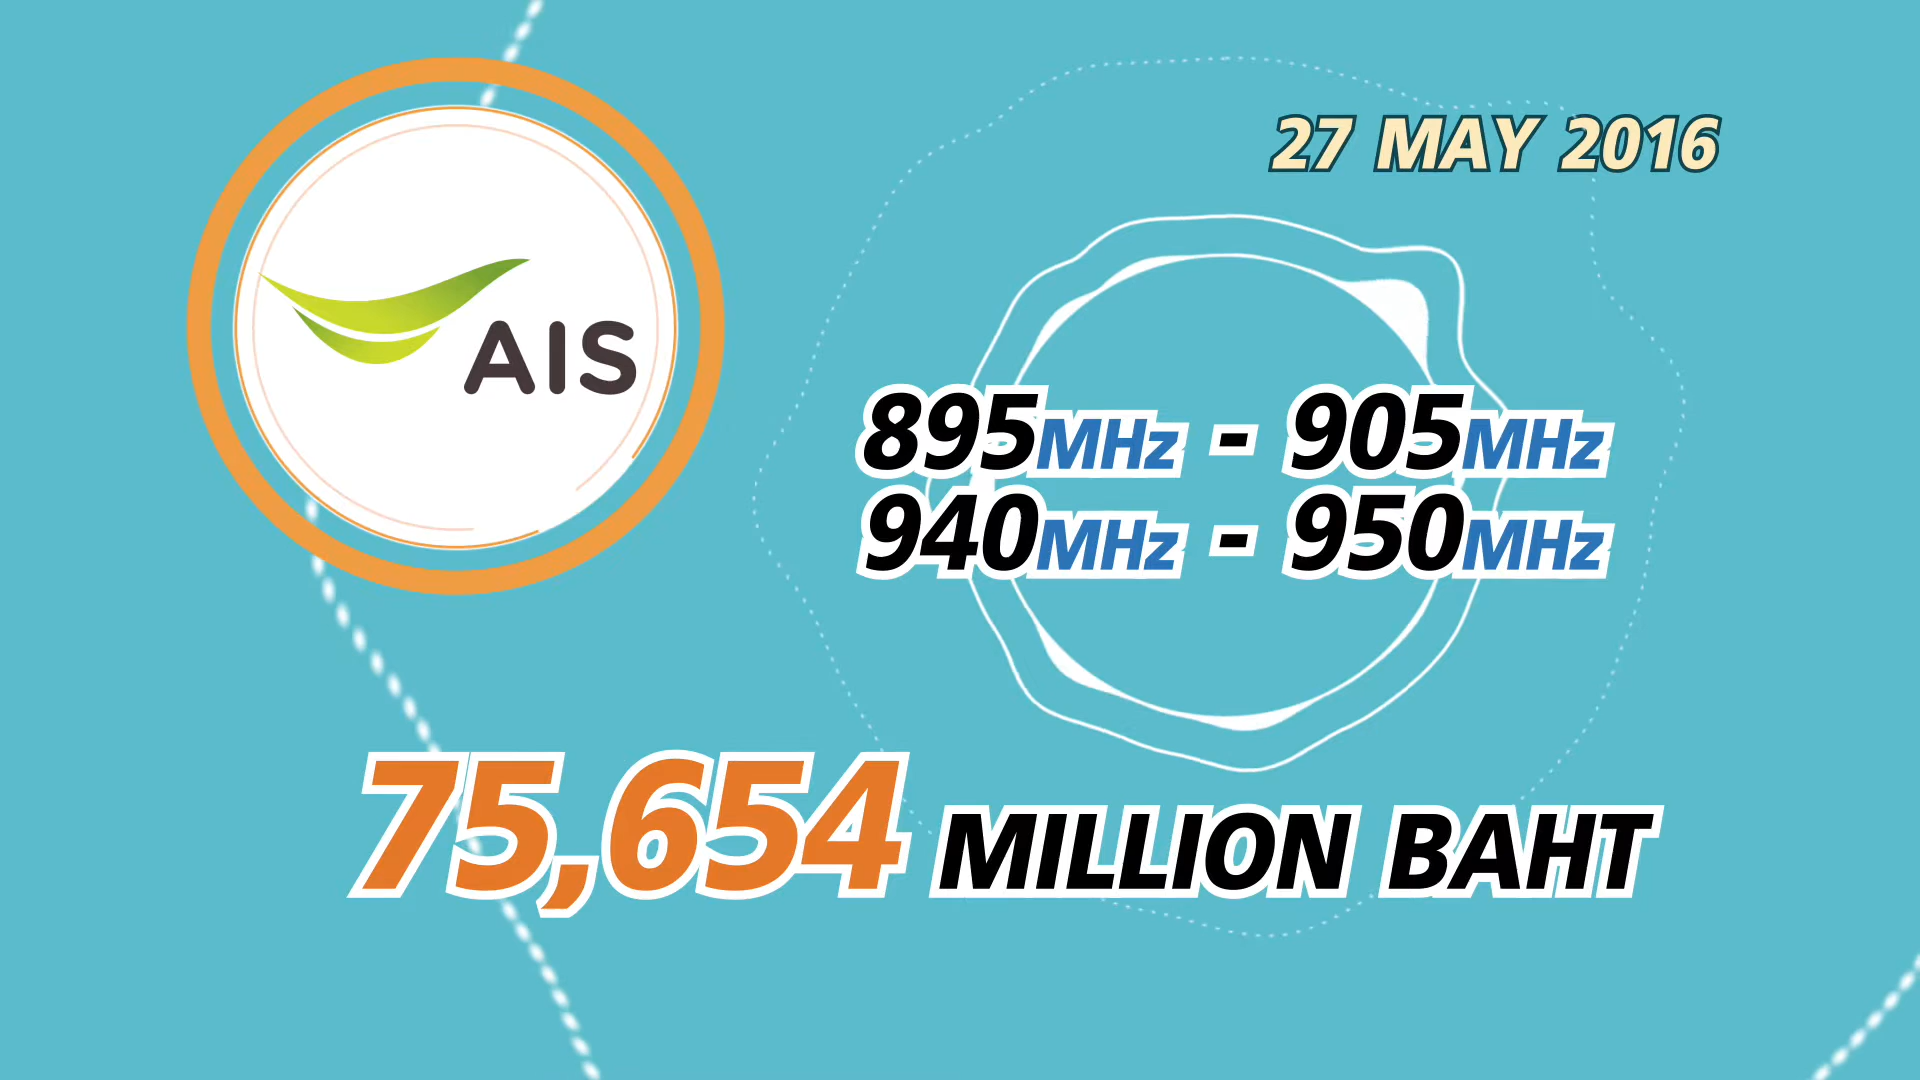 AIS
27 MAY 2016
895MHz - 905MHz
940MHz - 950MHz
75,654 MILLION BAHT